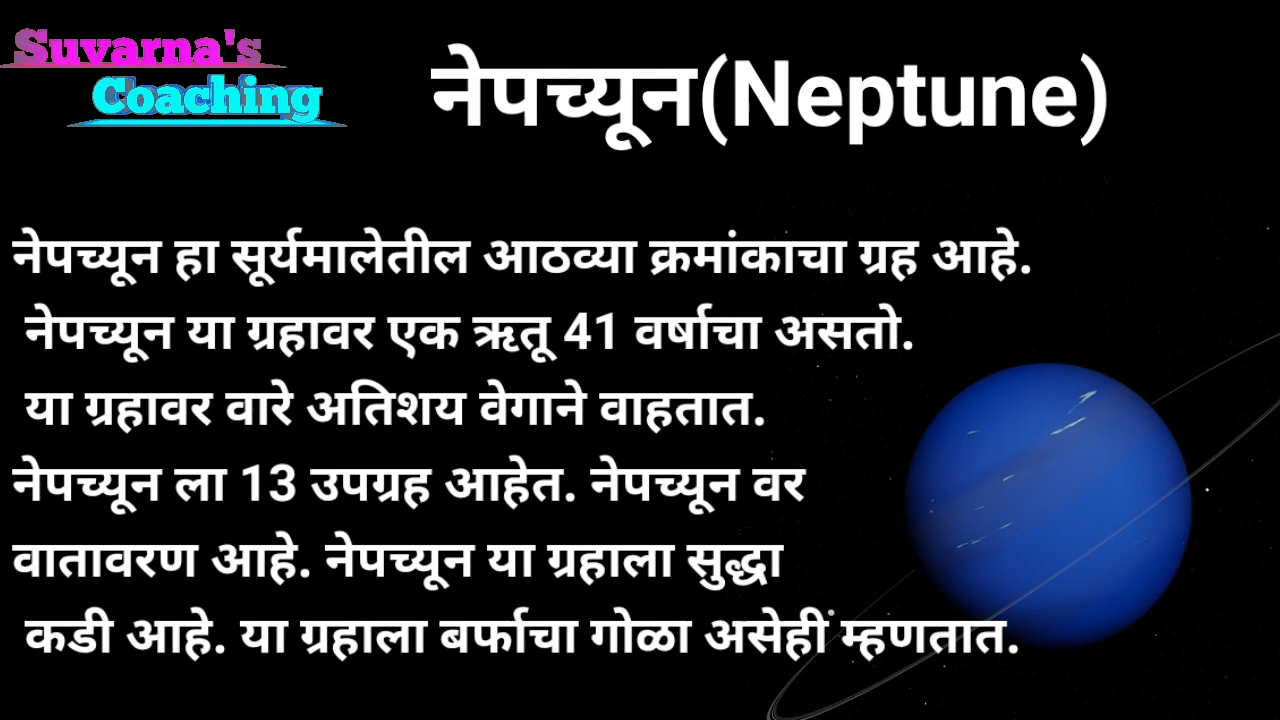 Suvarna's
Coaching
नेपच्यून(Neptune)
नेपच्यून हा सूर्यमालेतील आठव्या क्रमांकाचा ग्रह आहे.
नेपच्यून या ग्रहावर एक ऋतू 41 वर्षाचा असतो.
या ग्रहावर वारे अतिशय वेगाने वाहतात.
नेपच्यून ला 13 उपग्रह आहेत. नेपच्यून वर
वातावरण आहे. नेपच्यून या ग्रहाला सुद्धा
कडी आहे. या ग्रहाला बर्फाचा गोळा असेही म्हणतात.